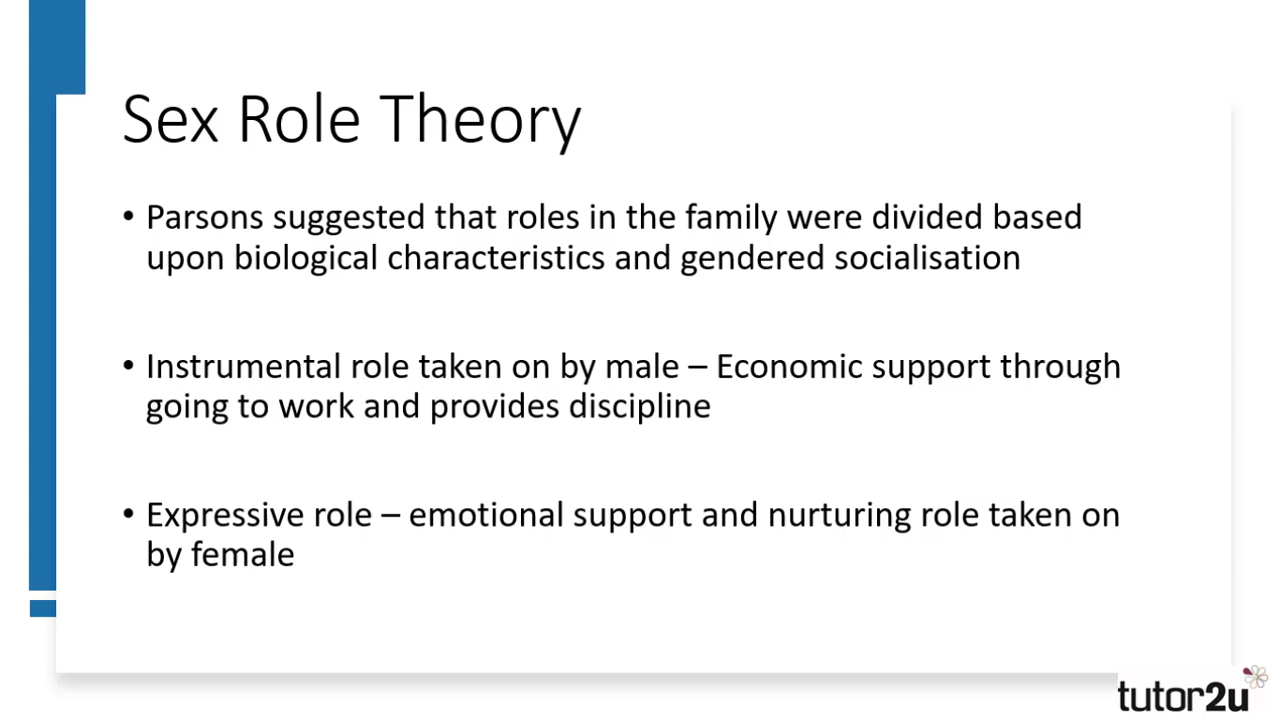 Sex Role Theory
• Parsons suggested that roles in the family were divided based
upon biological characteristics and gendered socialisation
• Instrumental role taken on by male – Economic support through
going to work and provides discipline
• Expressive role – emotional support and nurturing role taken on
by female
tutor2u